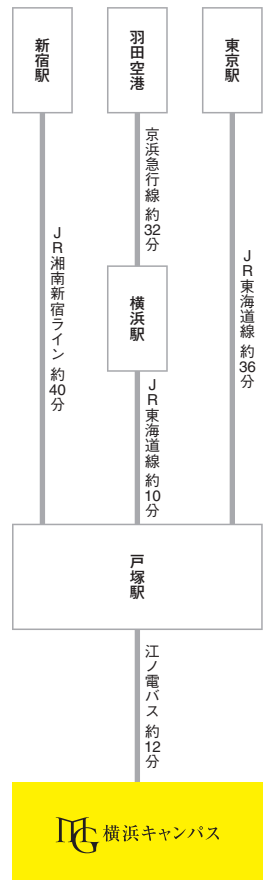 新宿駅
羽田空港
東京駅
京浜急行線 約32分
JR湘南新宿ライン 約40分
JR東海道線 約36分
横浜駅
JR東海道線 約10分
戸塚駅
江ノ電バス 約12分
MG 横浜キャンパス